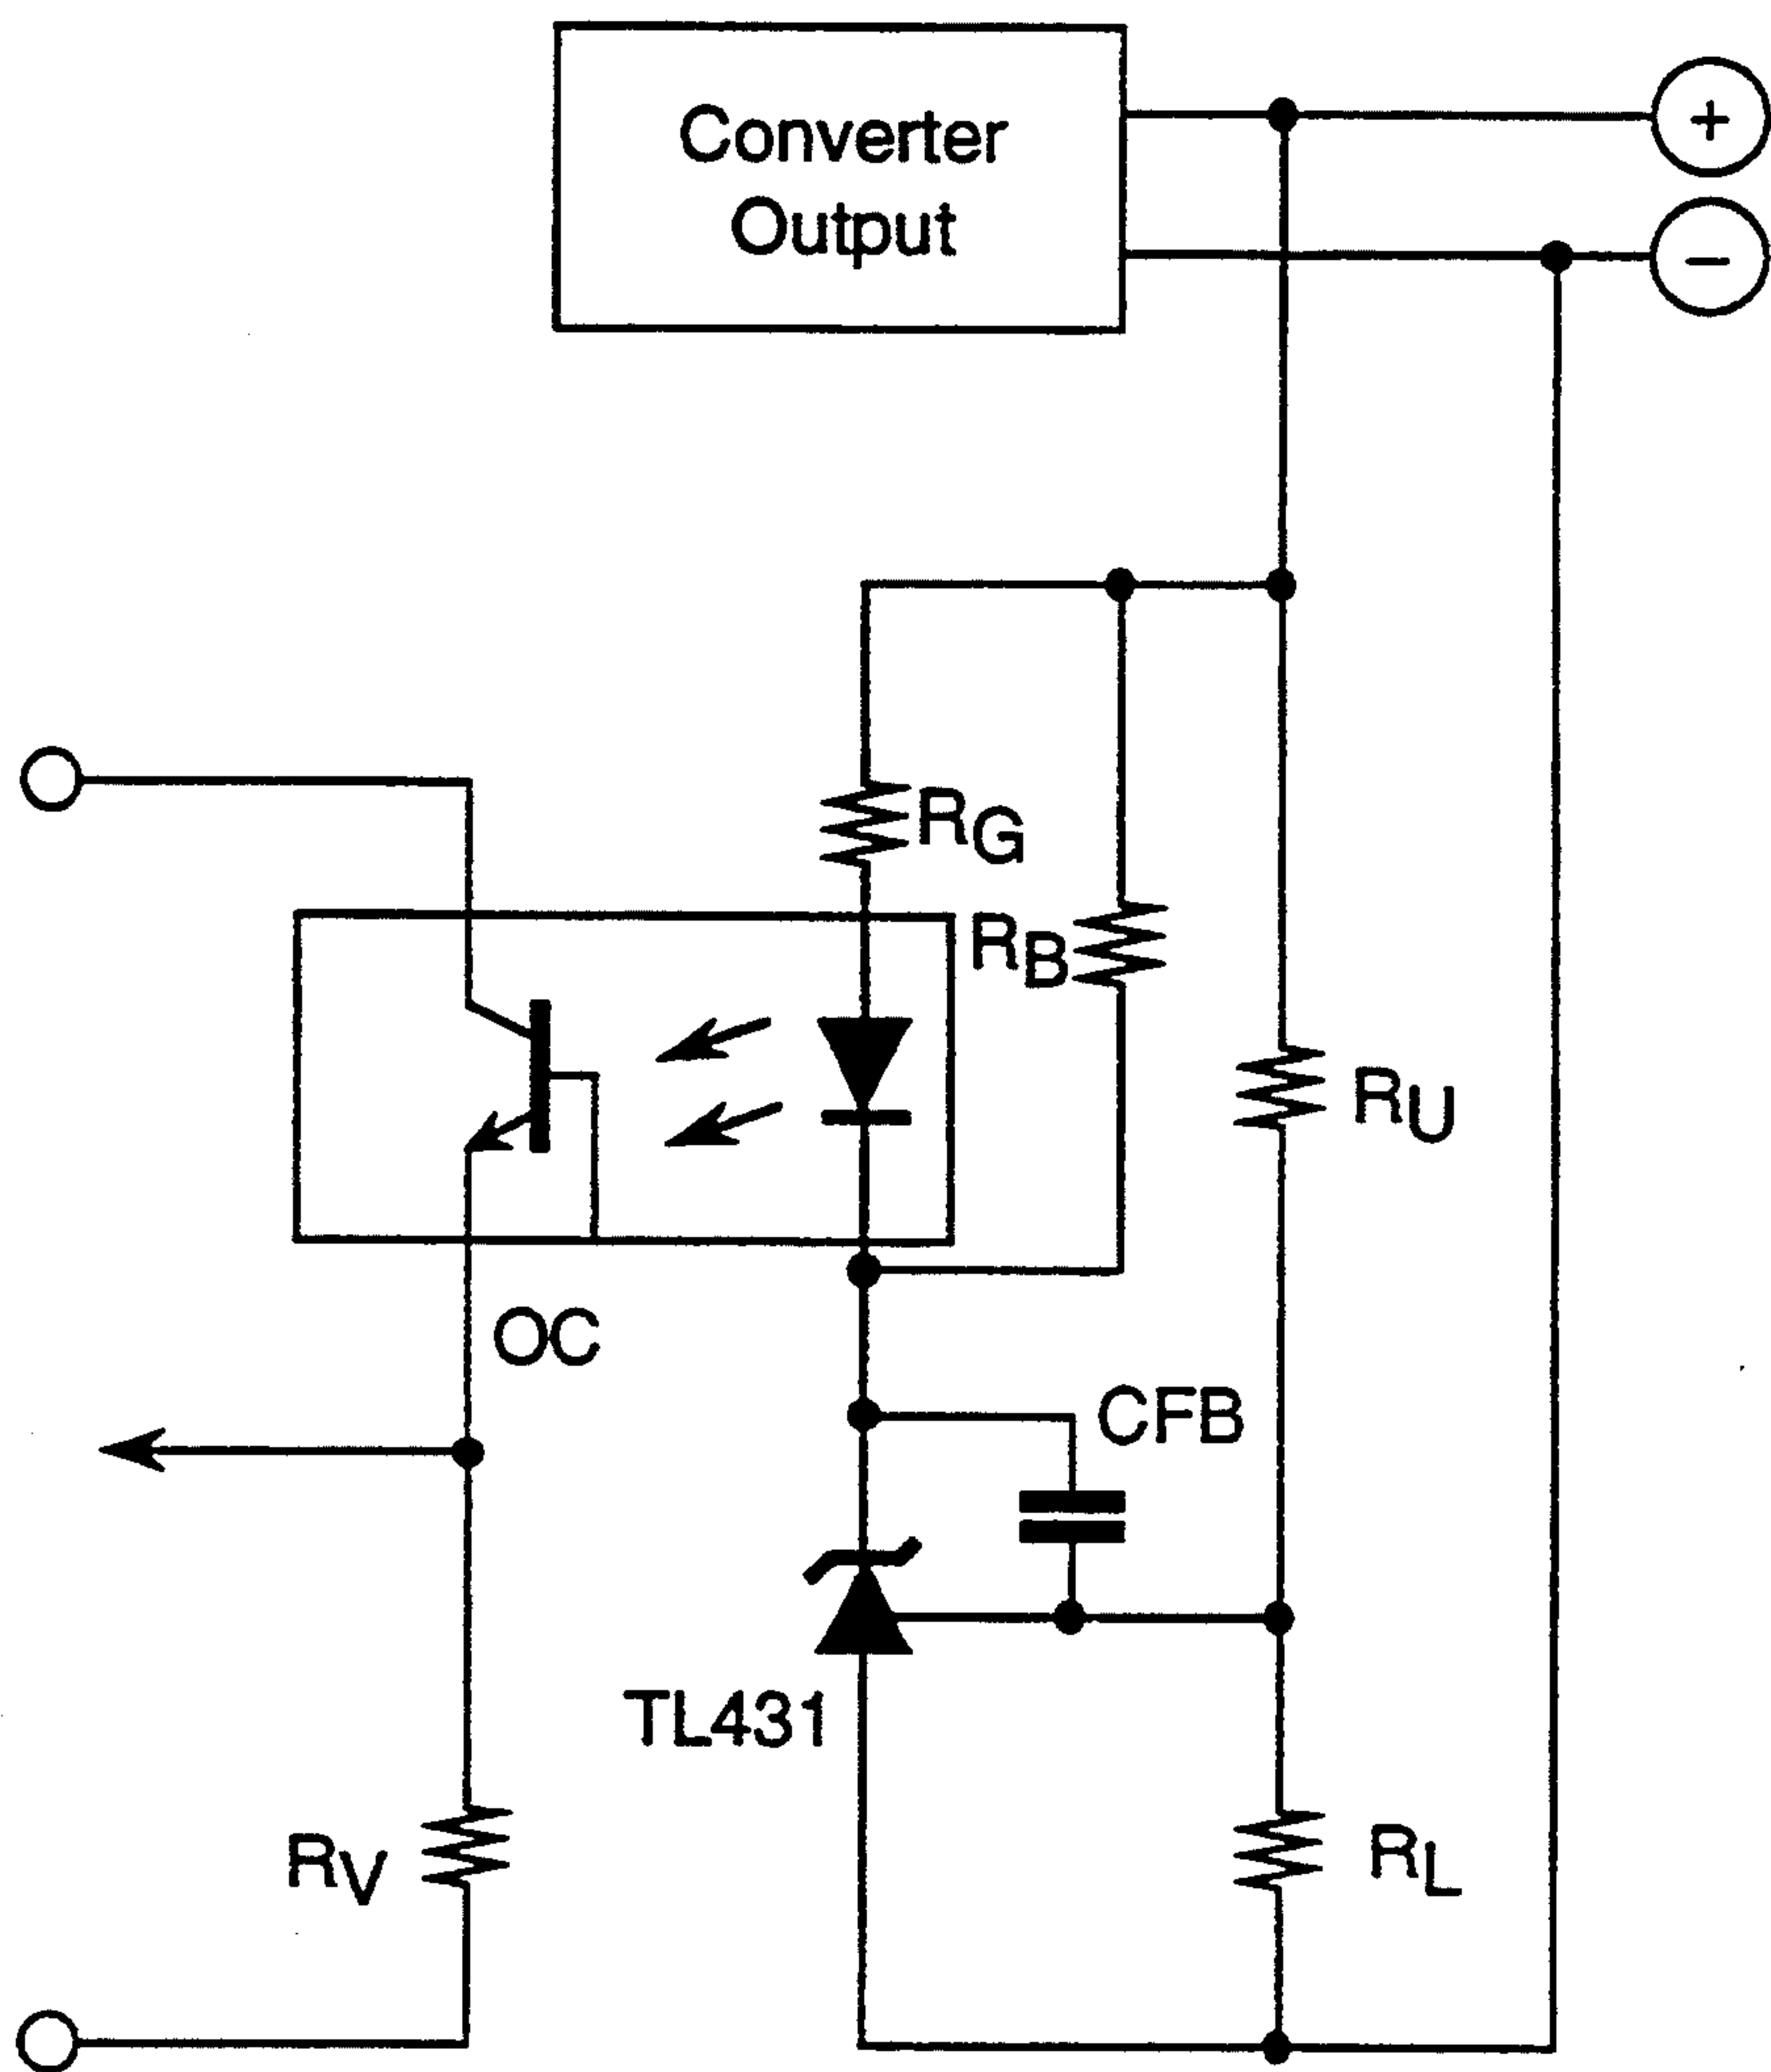 Converter
Output
+
−
RG
RB
RU
OC
CFB
TL431
RV
RL